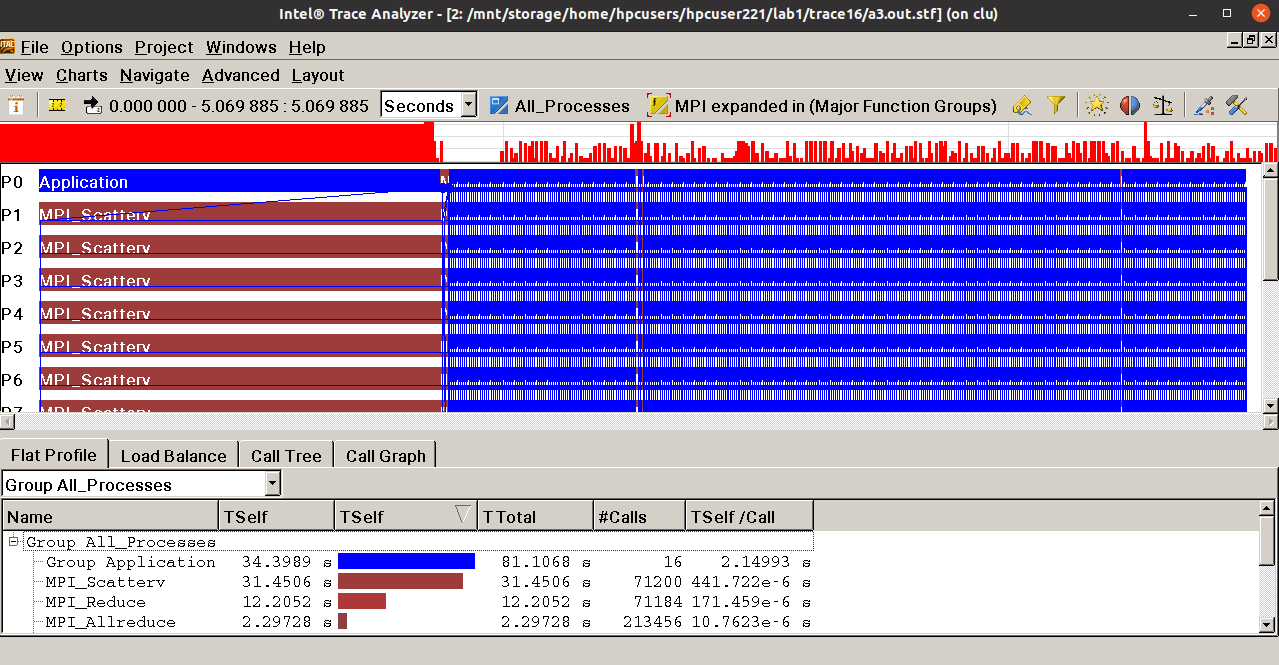 Intel® Trace Analyzer - [2: /mnt/storage/home/hpcusers/hpcuser221/lab1/trace16/a3.out.stf] (on clu)
File Options Project Windows Help
View Charts Navigate Advanced Layout
0.000 000 - 5.069 885 : 5.069 885 Seconds All_Processes MPI expanded in (Major Function Groups)
P0 Application
P1 MPI_Scatterv
P2 MPI_Scatterv
P3 MPI_Scatterv
P4 MPI_Scatterv
P5 MPI_Scatterv
P6 MPI_Scatterv
P7 MPI_Scatterv
Flat Profile Load Balance Call Tree Call Graph
Group All_Processes
Name TSelf TSelf TTotal #Calls TSelf /Call
Group All_Processes
Group Application 34.3989 s 81.1068 s 16 2.14993 s
MPI_Scatterv 31.4506 s 31.4506 s 71200 441.722e-6 s
MPI_Reduce 12.2052 s 12.2052 s 71184 171.459e-6 s
MPI_Allreduce 2.29728 s 2.29728 s 213456 10.7623e-6 s